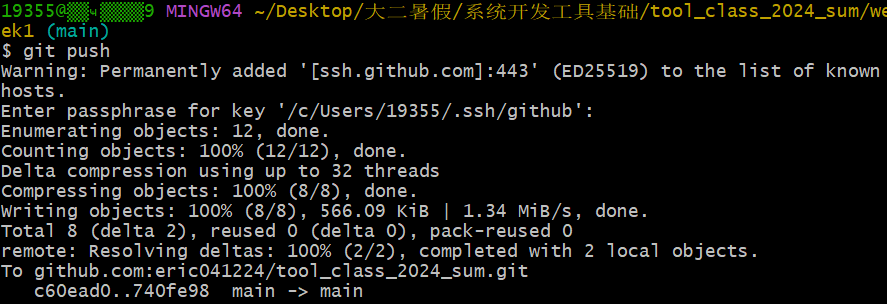 19355@ 9 MINGW64 ~/Desktop/大二暑假/系统开发工具基础/tool_class_2024_sum/we
ek1 (main)
$ git push
Warning: Permanently added '[ssh.github.com]:443' (ED25519) to the list of known
hosts.
Enter passphrase for key '/c/Users/19355/.ssh/github':
Enumerating objects: 12, done.
Counting objects: 100% (12/12), done.
Delta compression using up to 32 threads
Compressing objects: 100% (8/8), done.
Writing objects: 100% (8/8), 566.09 KiB | 1.34 MiB/s, done.
Total 8 (delta 2), reused 0 (delta 0), pack-reused 0
remote: Resolving deltas: 100% (2/2), completed with 2 local objects.
To github.com:eric041224/tool_class_2024_sum.git
   c60ead0..740fe98  main -> main